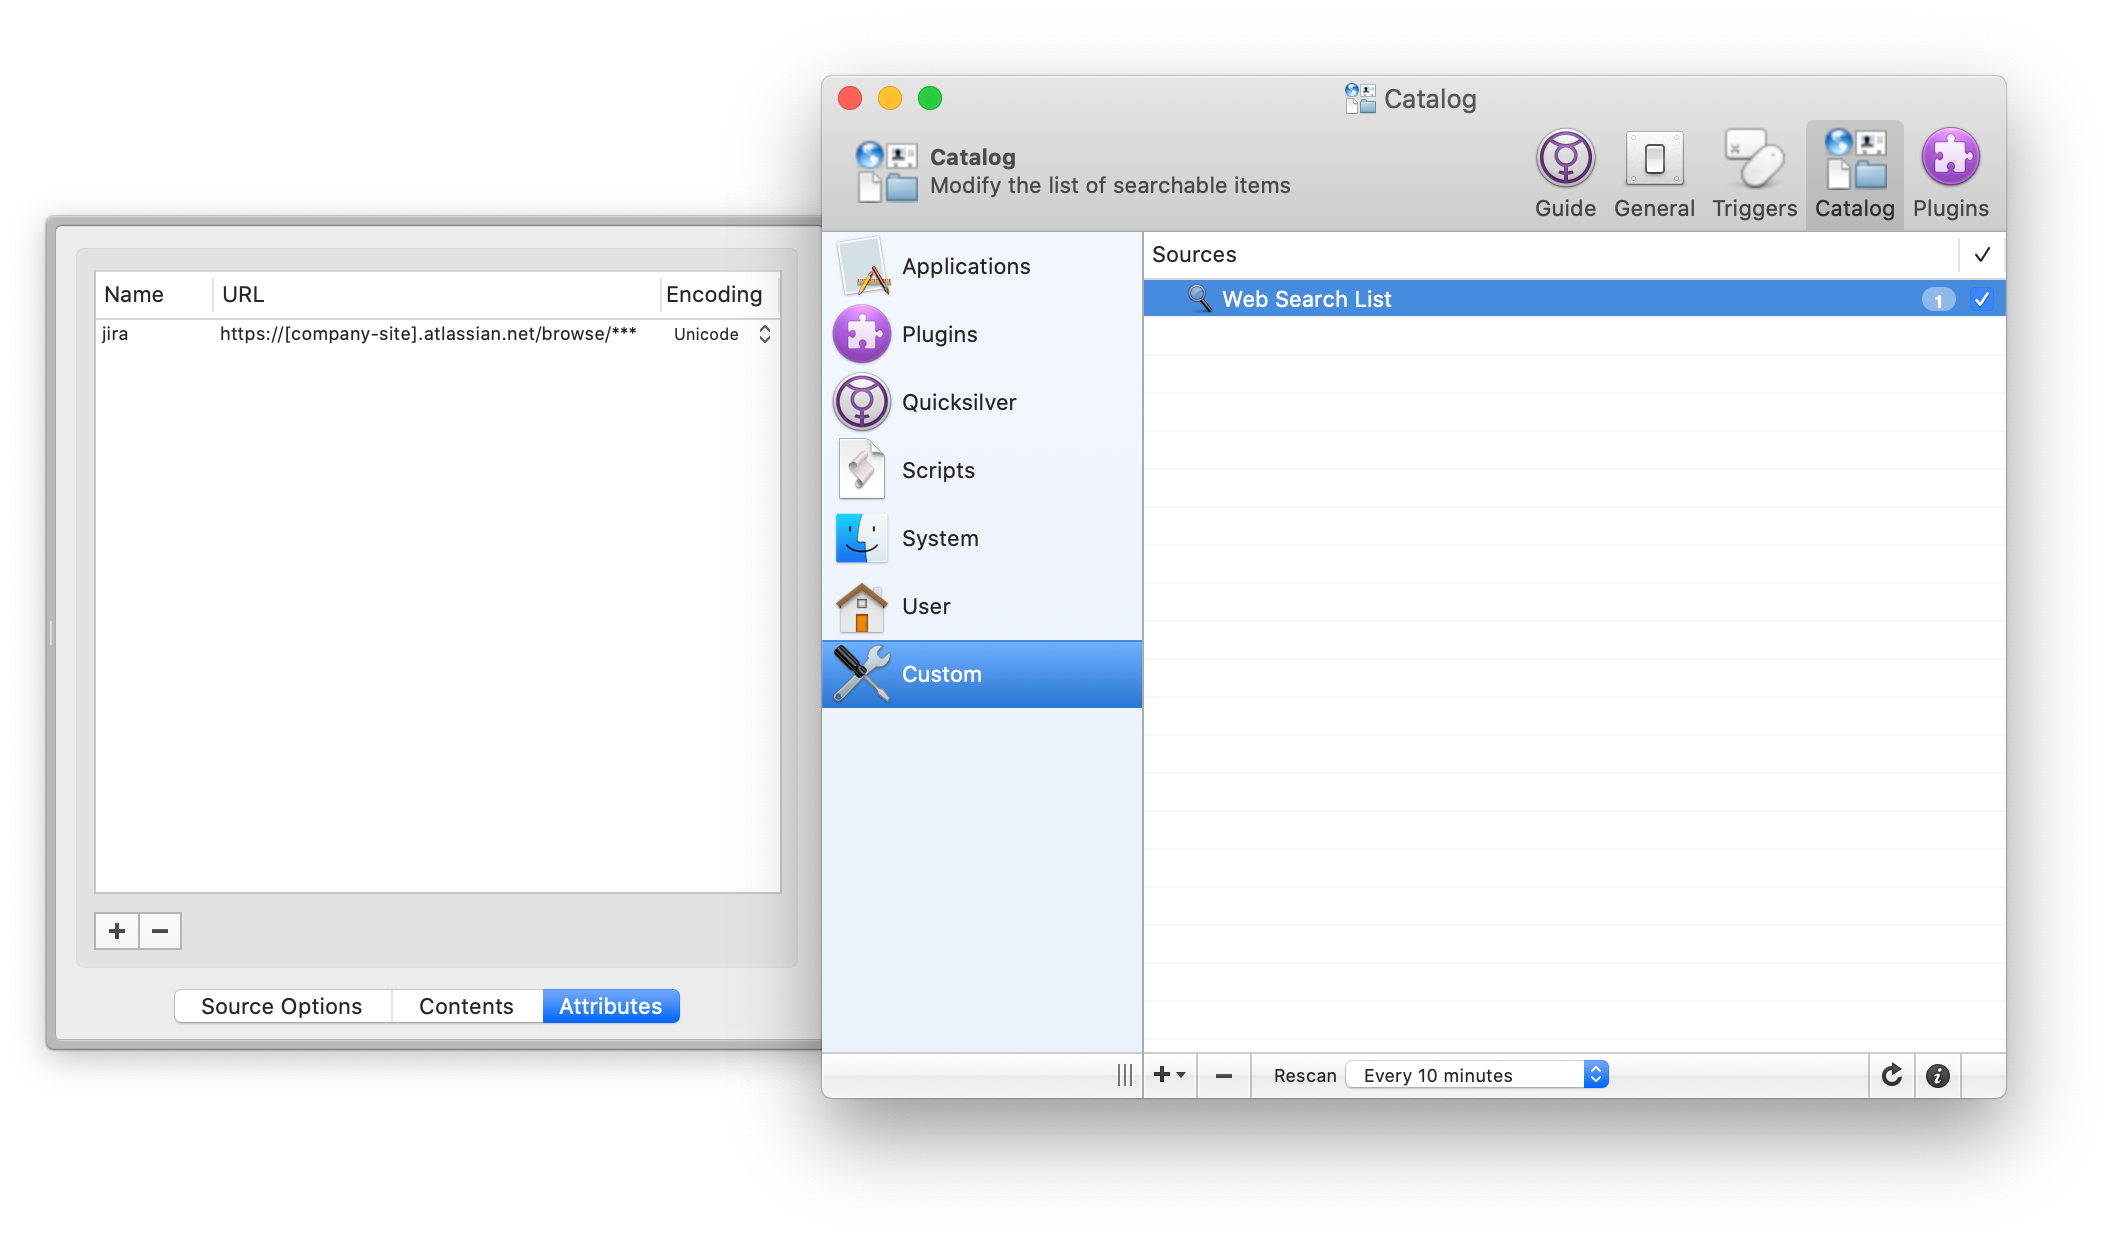 Catalog
Catalog
Modify the list of searchable items
Guide General Triggers Catalog Plugins
Name URL Encoding
jira https://[company-site].atlassian.net/browse/*** Unicode
Source Options Contents Attributes
Applications
Plugins
Quicksilver
Scripts
System
User
Custom
Sources ✓
Web Search List 1
Rescan Every 10 minutes